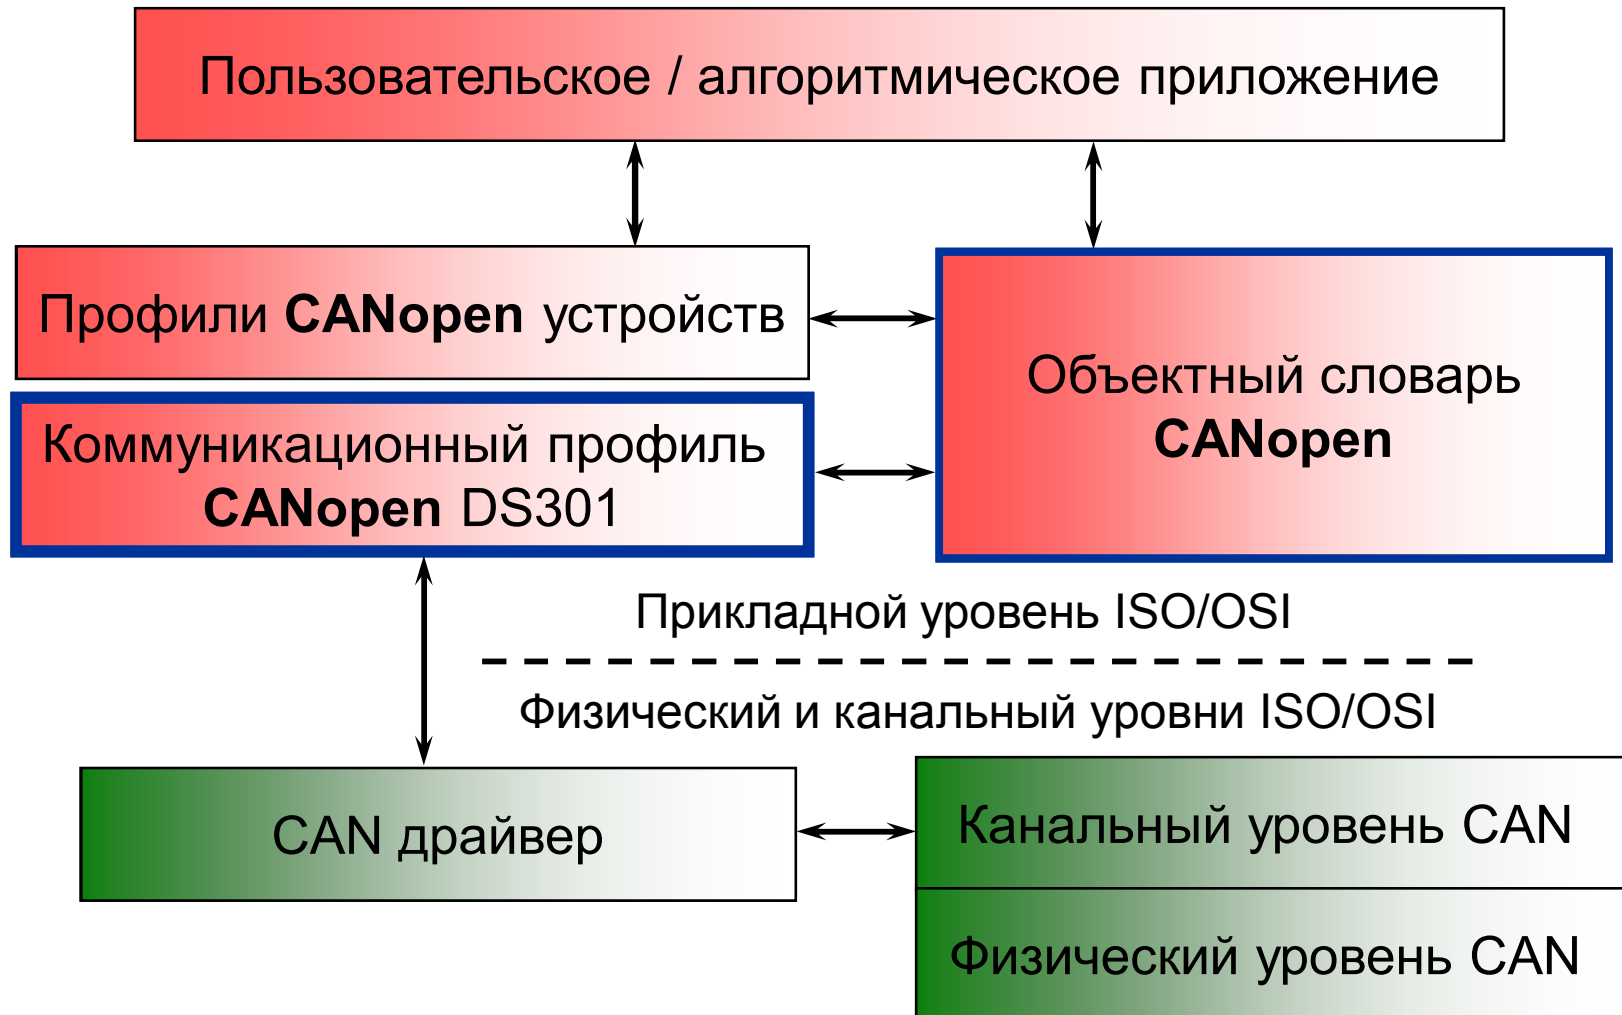 Пользовательское / алгоритмическое приложение
Профили CANopen устройств
Объектный словарь
CANopen
Коммуникационный профиль
CANopen DS301
Прикладной уровень ISO/OSI
Физический и канальный уровни ISO/OSI
CAN драйвер
Канальный уровень CAN
Физический уровень CAN